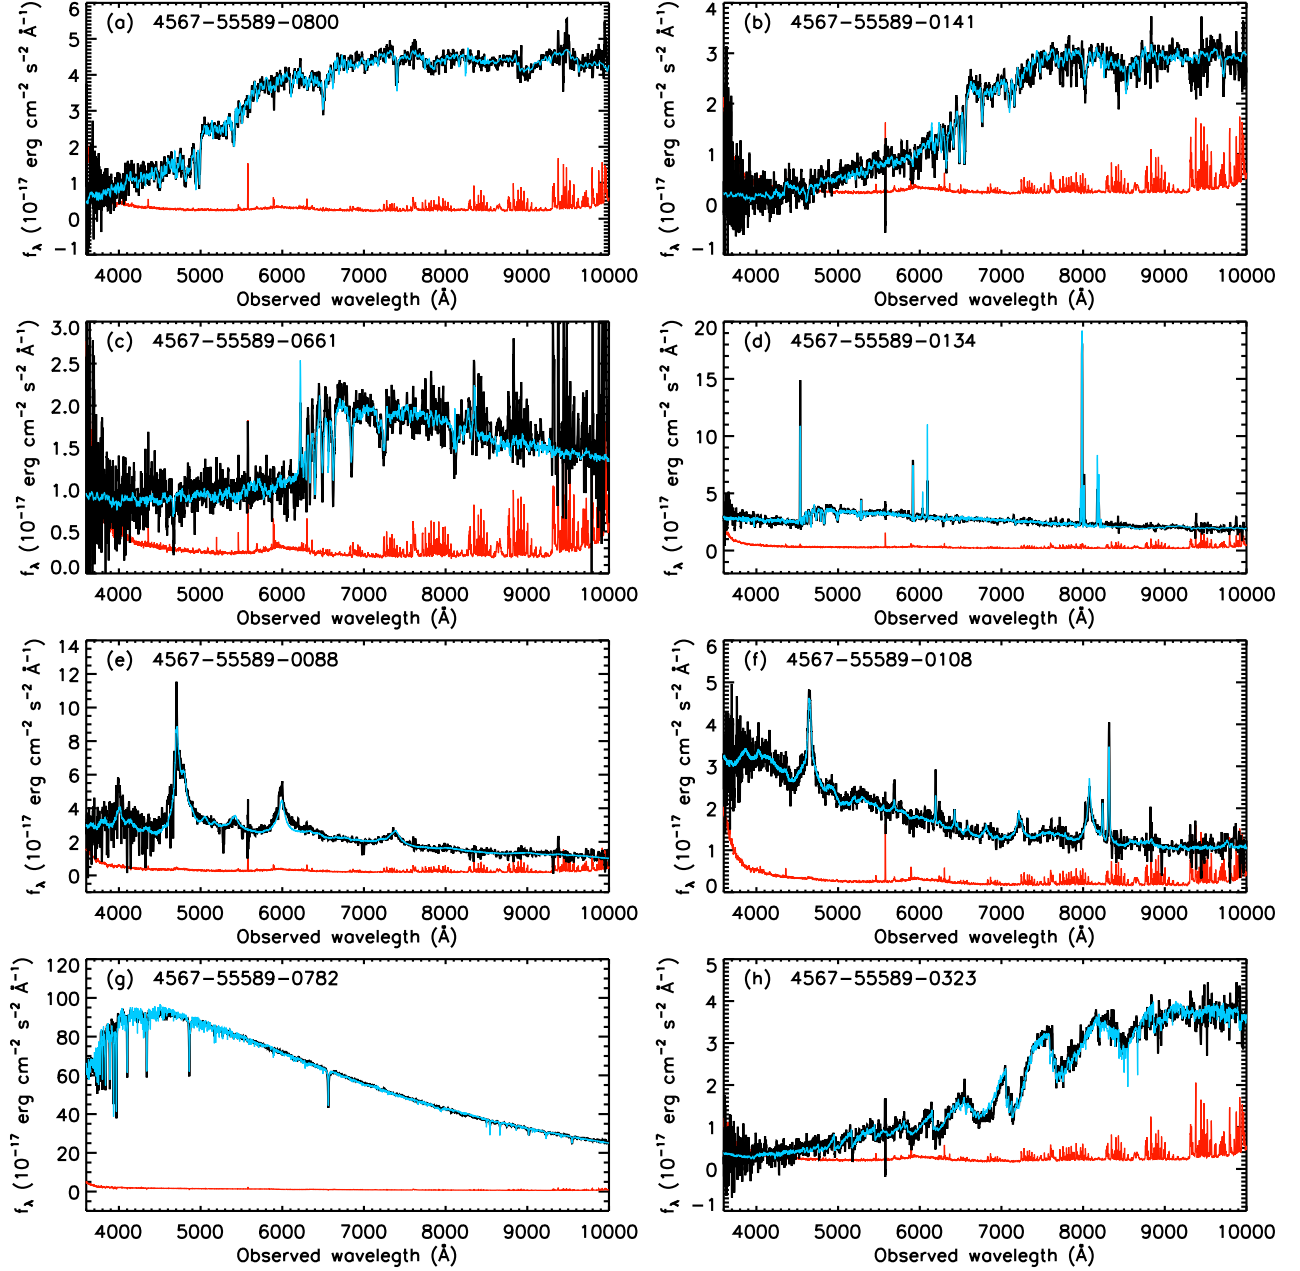 (a) 4567-55589-0800
6
5
4
3
2
1
0
-1
fλ (10⁻¹⁷ erg cm⁻² s⁻² Å⁻¹)
4000 5000 6000 7000 8000 9000 10000
Observed wavelegth (Å)
(b) 4567-55589-0141
4
3
2
1
0
-1
fλ (10⁻¹⁷ erg cm⁻² s⁻² Å⁻¹)
4000 5000 6000 7000 8000 9000 10000
Observed wavelegth (Å)
(c) 4567-55589-0661
3.0
2.5
2.0
1.5
1.0
0.5
0.0
fλ (10⁻¹⁷ erg cm⁻² s⁻² Å⁻¹)
4000 5000 6000 7000 8000 9000 10000
Observed wavelegth (Å)
(d) 4567-55589-0134
20
15
10
5
0
fλ (10⁻¹⁷ erg cm⁻² s⁻² Å⁻¹)
4000 5000 6000 7000 8000 9000 10000
Observed wavelegth (Å)
(e) 4567-55589-0088
14
12
10
8
6
4
2
0
fλ (10⁻¹⁷ erg cm⁻² s⁻² Å⁻¹)
4000 5000 6000 7000 8000 9000 10000
Observed wavelegth (Å)
(f) 4567-55589-0108
6
5
4
3
2
1
0
fλ (10⁻¹⁷ erg cm⁻² s⁻² Å⁻¹)
4000 5000 6000 7000 8000 9000 10000
Observed wavelegth (Å)
(g) 4567-55589-0782
120
100
80
60
40
20
0
fλ (10⁻¹⁷ erg cm⁻² s⁻² Å⁻¹)
4000 5000 6000 7000 8000 9000 10000
Observed wavelegth (Å)
(h) 4567-55589-0323
5
4
3
2
1
0
-1
fλ (10⁻¹⁷ erg cm⁻² s⁻² Å⁻¹)
4000 5000 6000 7000 8000 9000 10000
Observed wavelegth (Å)